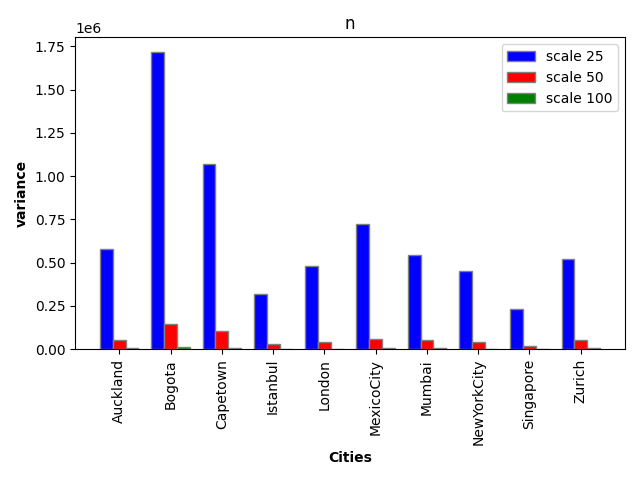 n
1e6
scale 25
scale 50
scale 100
1.75
1.50
1.25
1.00
0.75
0.50
0.25
0.00
variance
Auckland
Bogota
Capetown
Istanbul
London
MexicoCity
Mumbai
NewYorkCity
Singapore
Zurich
Cities